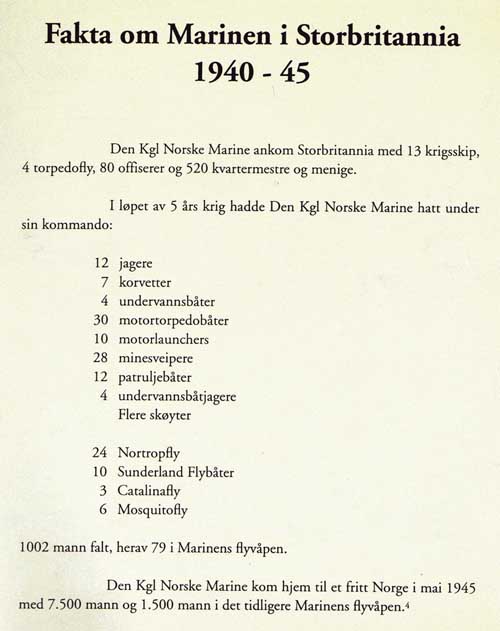 Fakta om Marinen i Storbritannia
1940 - 45
Den Kgl Norske Marine ankom Storbritannia med 13 krigsskip,
4 torpedofly, 80 offiserer og 520 kvartermestre og menige.
I løpet av 5 års krig hadde Den Kgl Norske Marine hatt under
sin kommando:
12 jagere
7 korvetter
4 undervannsbåter
30 motortorpedobåter
10 motorlaunchers
28 minesveipere
12 patruljebåter
4 undervannsbåtjagere
Flere skøyter
24 Nortropfly
10 Sunderland Flybåter
3 Catalinafly
6 Mosquitofly
1002 mann falt, herav 79 i Marinens flyvåpen.
Den Kgl Norske Marine kom hjem til et fritt Norge i mai 1945
med 7.500 mann og 1.500 mann i det tidligere Marinens flyvåpen.⁴